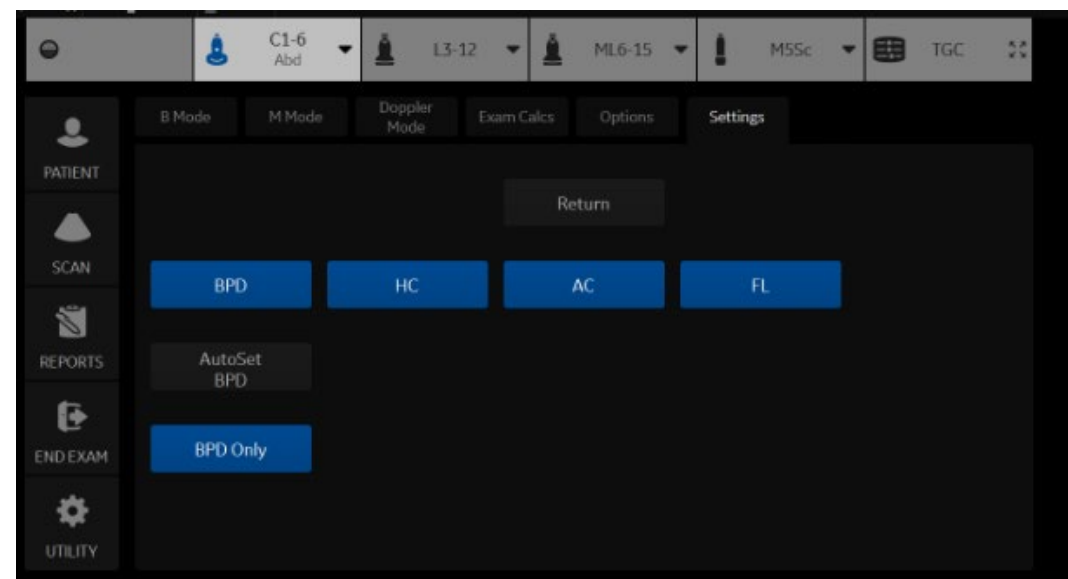 C1-6
Abd
L3-12
ML6-15
M5Sc
TGC
B Mode
M Mode
Doppler
Mode
Exam Calcs
Options
Settings
PATIENT
Return
SCAN
BPD
HC
AC
FL
REPORTS
AutoSet
BPD
END EXAM
BPD Only
UTILITY